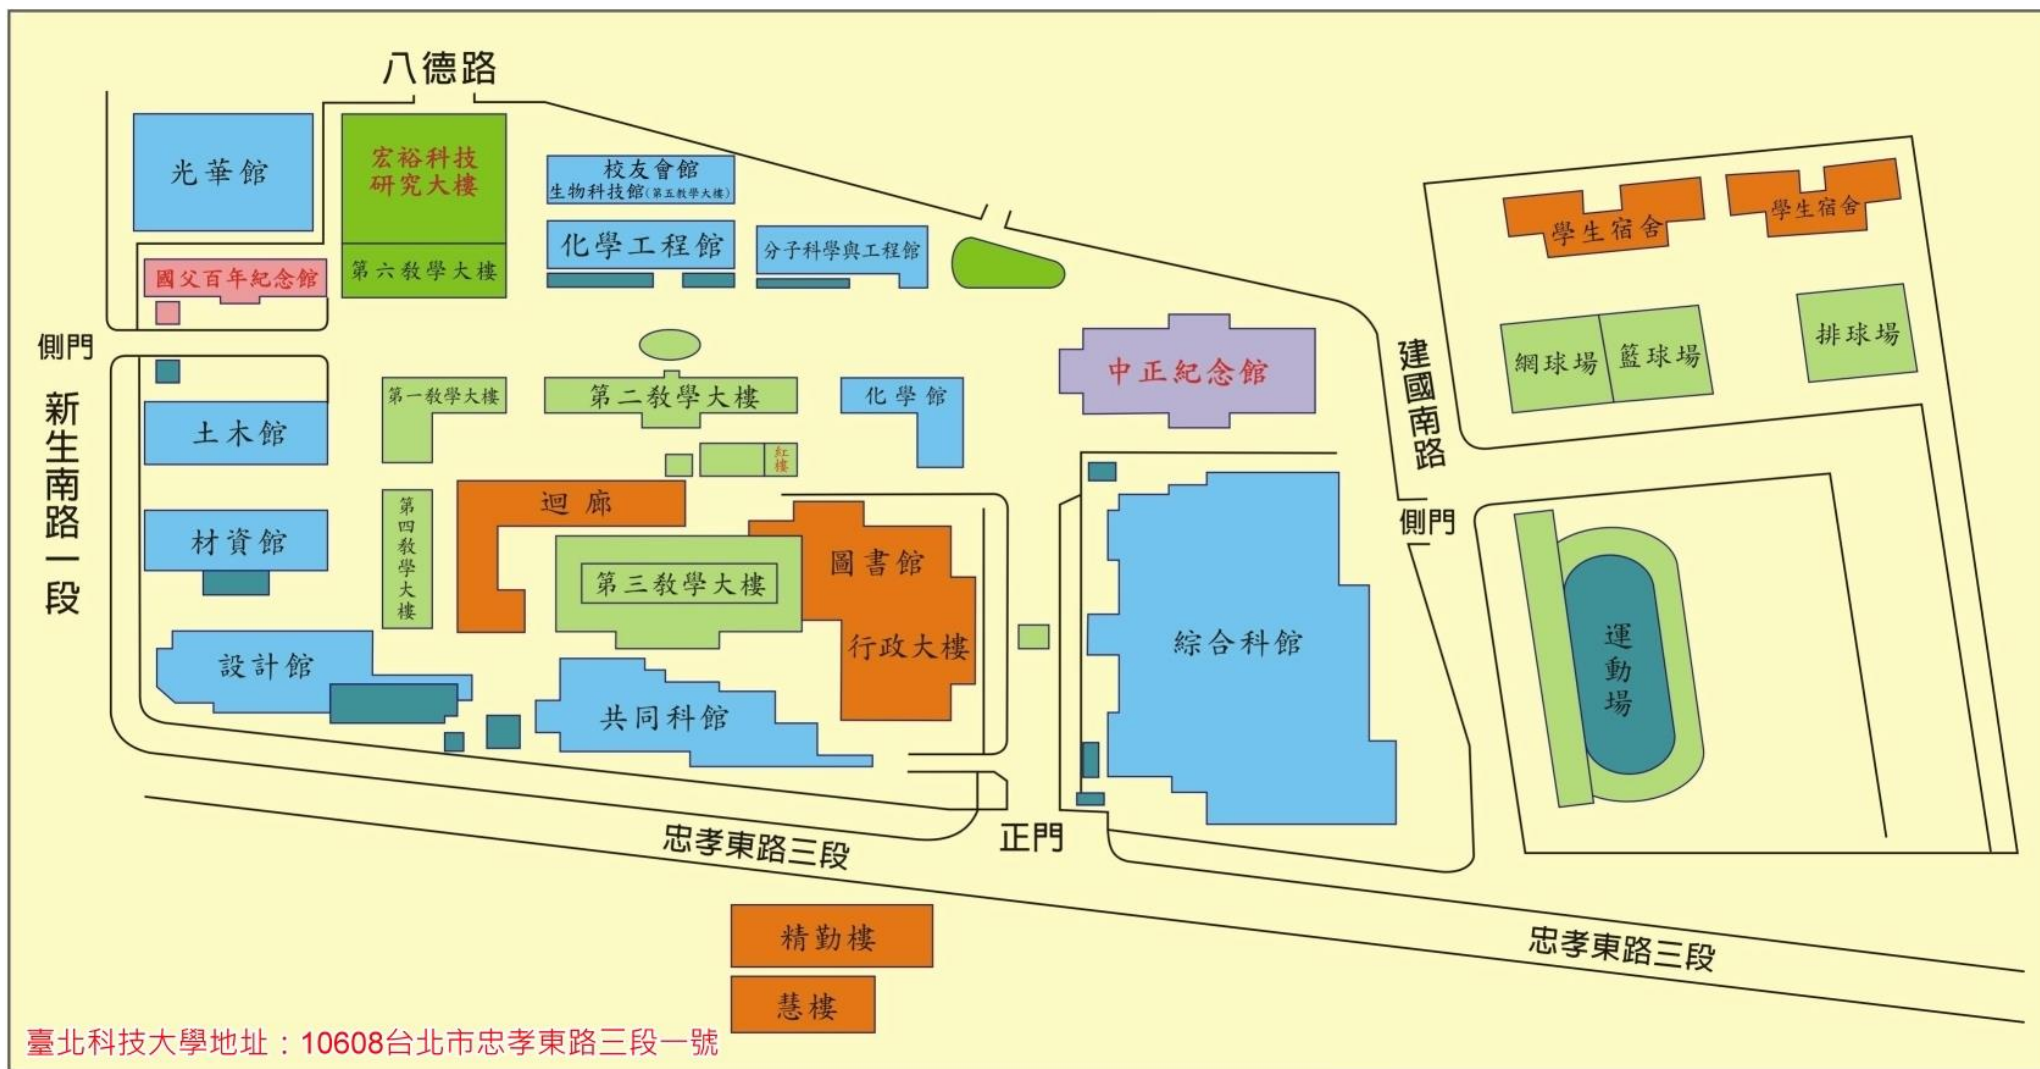 八德路
光華館
宏裕科技
研究大樓
校友會館
生物科技館(第五教學大樓)
化學工程館
分子科學與工程館
國父百年紀念館
第六教學大樓
學生宿舍
學生宿舍
側門
新生南路一段
第一教學大樓
第二教學大樓
化學館
中正紀念館
建國南路
網球場
籃球場
排球場
土木館
紅樓
迴廊
第四教學大樓
材資館
第三教學大樓
圖書館
行政大樓
側門
綜合科館
運動場
設計館
共同科館
忠孝東路三段
正門
精勤樓
慧樓
忠孝東路三段
臺北科技大學地址：10608台北市忠孝東路三段一號